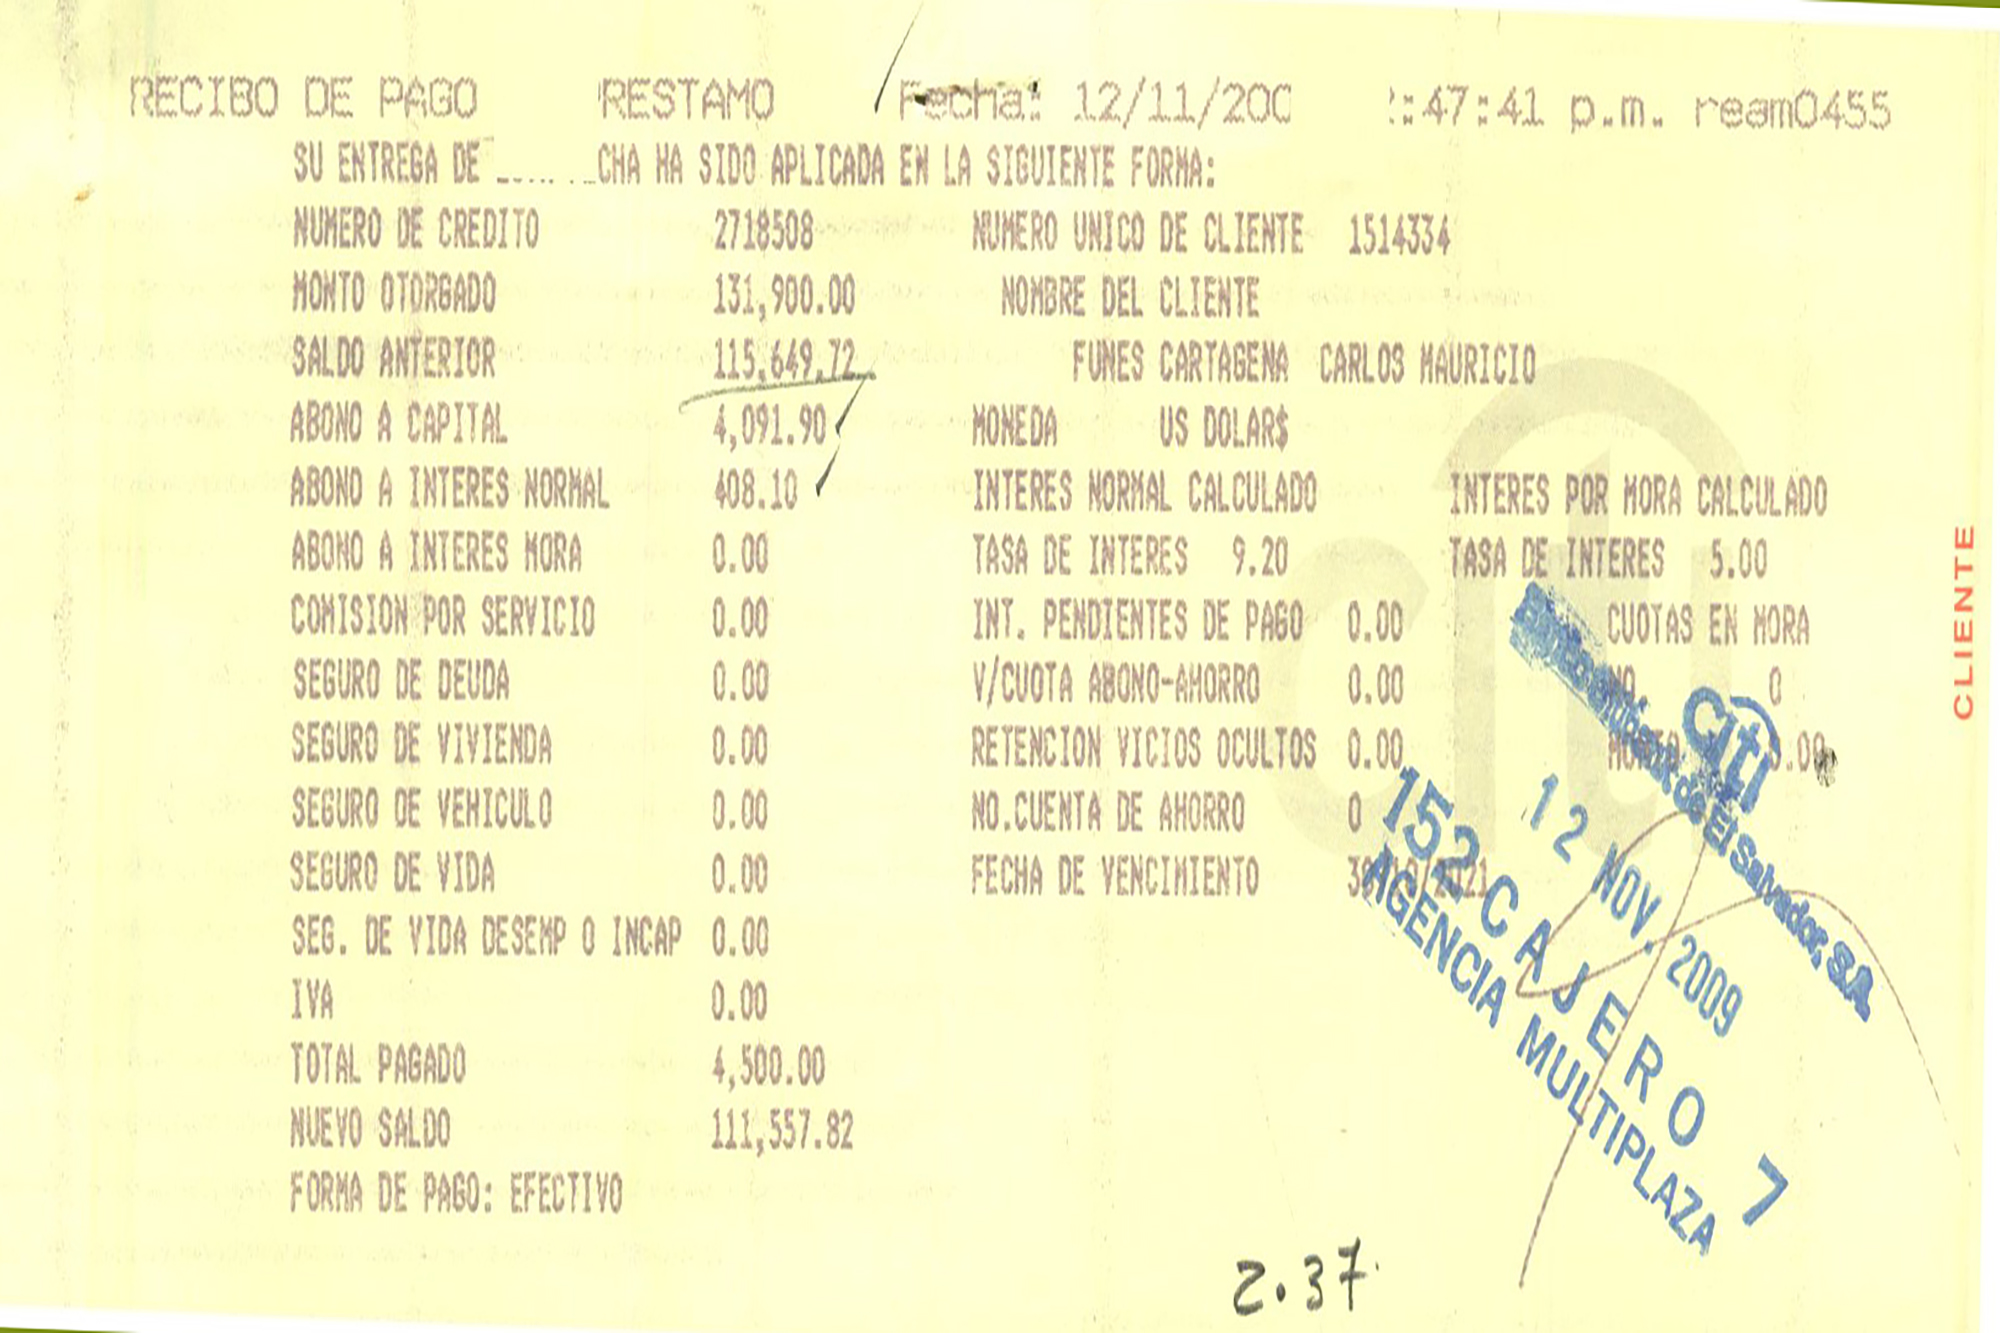 RECIBO DE PAGO RESTAMO Fecha: 12/11/200 :47:41 p.m. ream0455
SU ENTREGA DE CHA HA SIDO APLICADA EN LA SIGUIENTE FORMA:
NUMERO DE CREDITO 2718508 NUMERO UNICO DE CLIENTE 1514334
MONTO OTORGADO 131,900.00 NOMBRE DEL CLIENTE
SALDO ANTERIOR 115,649.72 FUNES CARTAGENA CARLOS MAURICIO
ABONO A CAPITAL 4,091.90 MONEDA US DOLAR$
ABONO A INTERES NORMAL 408.10 INTERES NORMAL CALCULADO INTERES POR MORA CALCULADO
ABONO A INTERES MORA 0.00 TASA DE INTERES 9.20 TASA DE INTERES 5.00
COMISION POR SERVICIO 0.00 INT. PENDIENTES DE PAGO 0.00 CUOTAS EN MORA
SEGURO DE DEUDA 0.00 V/CUOTA ABONO-AHORRO 0.00 NO. 0
SEGURO DE VIVIENDA 0.00 RETENCION VICIOS OCULTOS 0.00
SEGURO DE VEHICULO 0.00 NO.CUENTA DE AHORRO 0
SEGURO DE VIDA 0.00 FECHA DE VENCIMIENTO
SEG. DE VIDA DESEMP O INCAP 0.00
IVA 0.00
TOTAL PAGADO 4,500.00
NUEVO SALDO 111,557.82
FORMA DE PAGO: EFECTIVO
CLIENTE
citi
citi
de El Salvador, S.A.
12 NOV. 2009
152 CAJERO 7
AGENCIA MULTIPLAZA
2.37